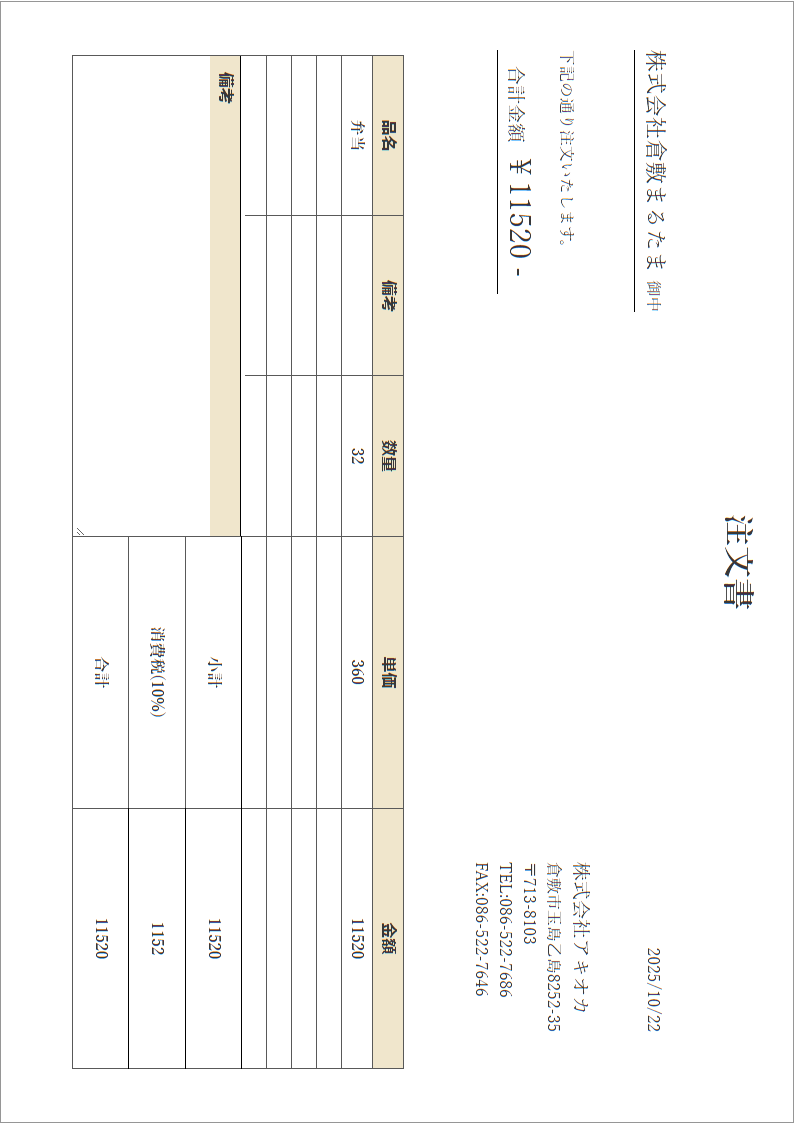 注文書
株式会社倉敷まるたま 御中
2025/10/22
下記の通り注文いたします。
合計金額 ¥11520 -
株式会社アキオカ
倉敷市玉島乙島8252-35
〒713-8103
TEL:086-522-7686
FAX:086-522-7646
品名 備考 数量 単価 金額
弁当 32 360 11520
備考
小計 11520
消費税(10%) 1152
合計 11520